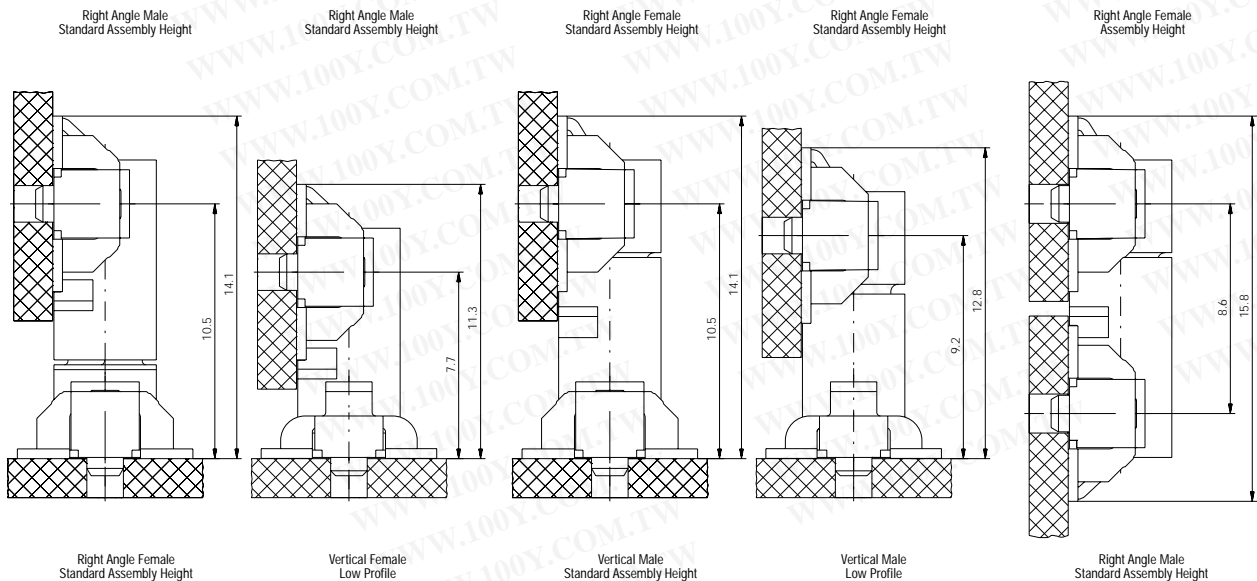 Right Angle Male
Standard Assembly Height
Right Angle Male
Standard Assembly Height
Right Angle Female
Standard Assembly Height
Right Angle Female
Standard Assembly Height
Right Angle Female
Assembly Height
14.1
10.5
11.3
7.7
14.1
10.5
12.8
9.2
8.6
15.8
Right Angle Female
Standard Assembly Height
Vertical Female
Low Profile
Vertical Male
Standard Assembly Height
Vertical Male
Low Profile
Right Angle Male
Standard Assembly Height
WWW.100Y.COM.TW